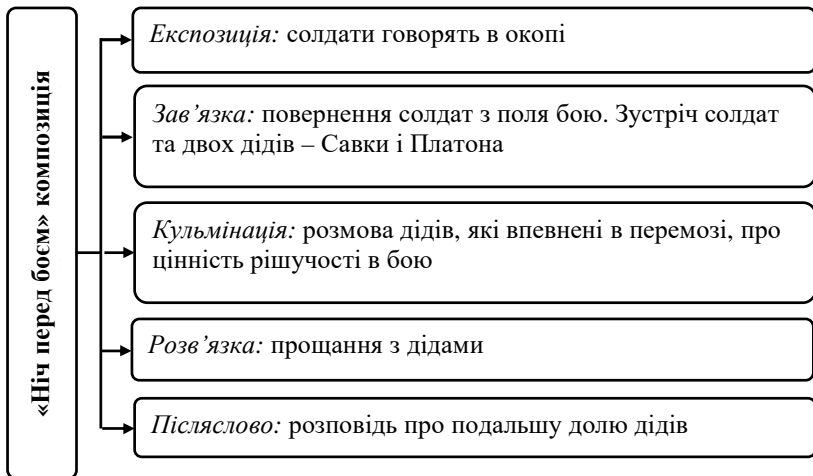 «Ніч перед боєм» композиція
Експозиція: солдати говорять в окопі
Зав’язка: повернення солдат з поля бою. Зустріч солдат
та двох дідів – Савки і Платона
Кульмінація: розмова дідів, які впевнені в перемозі, про
цінність рішучості в бою
Розв’язка: прощання з дідами
Післяслово: розповідь про подальшу долю дідів